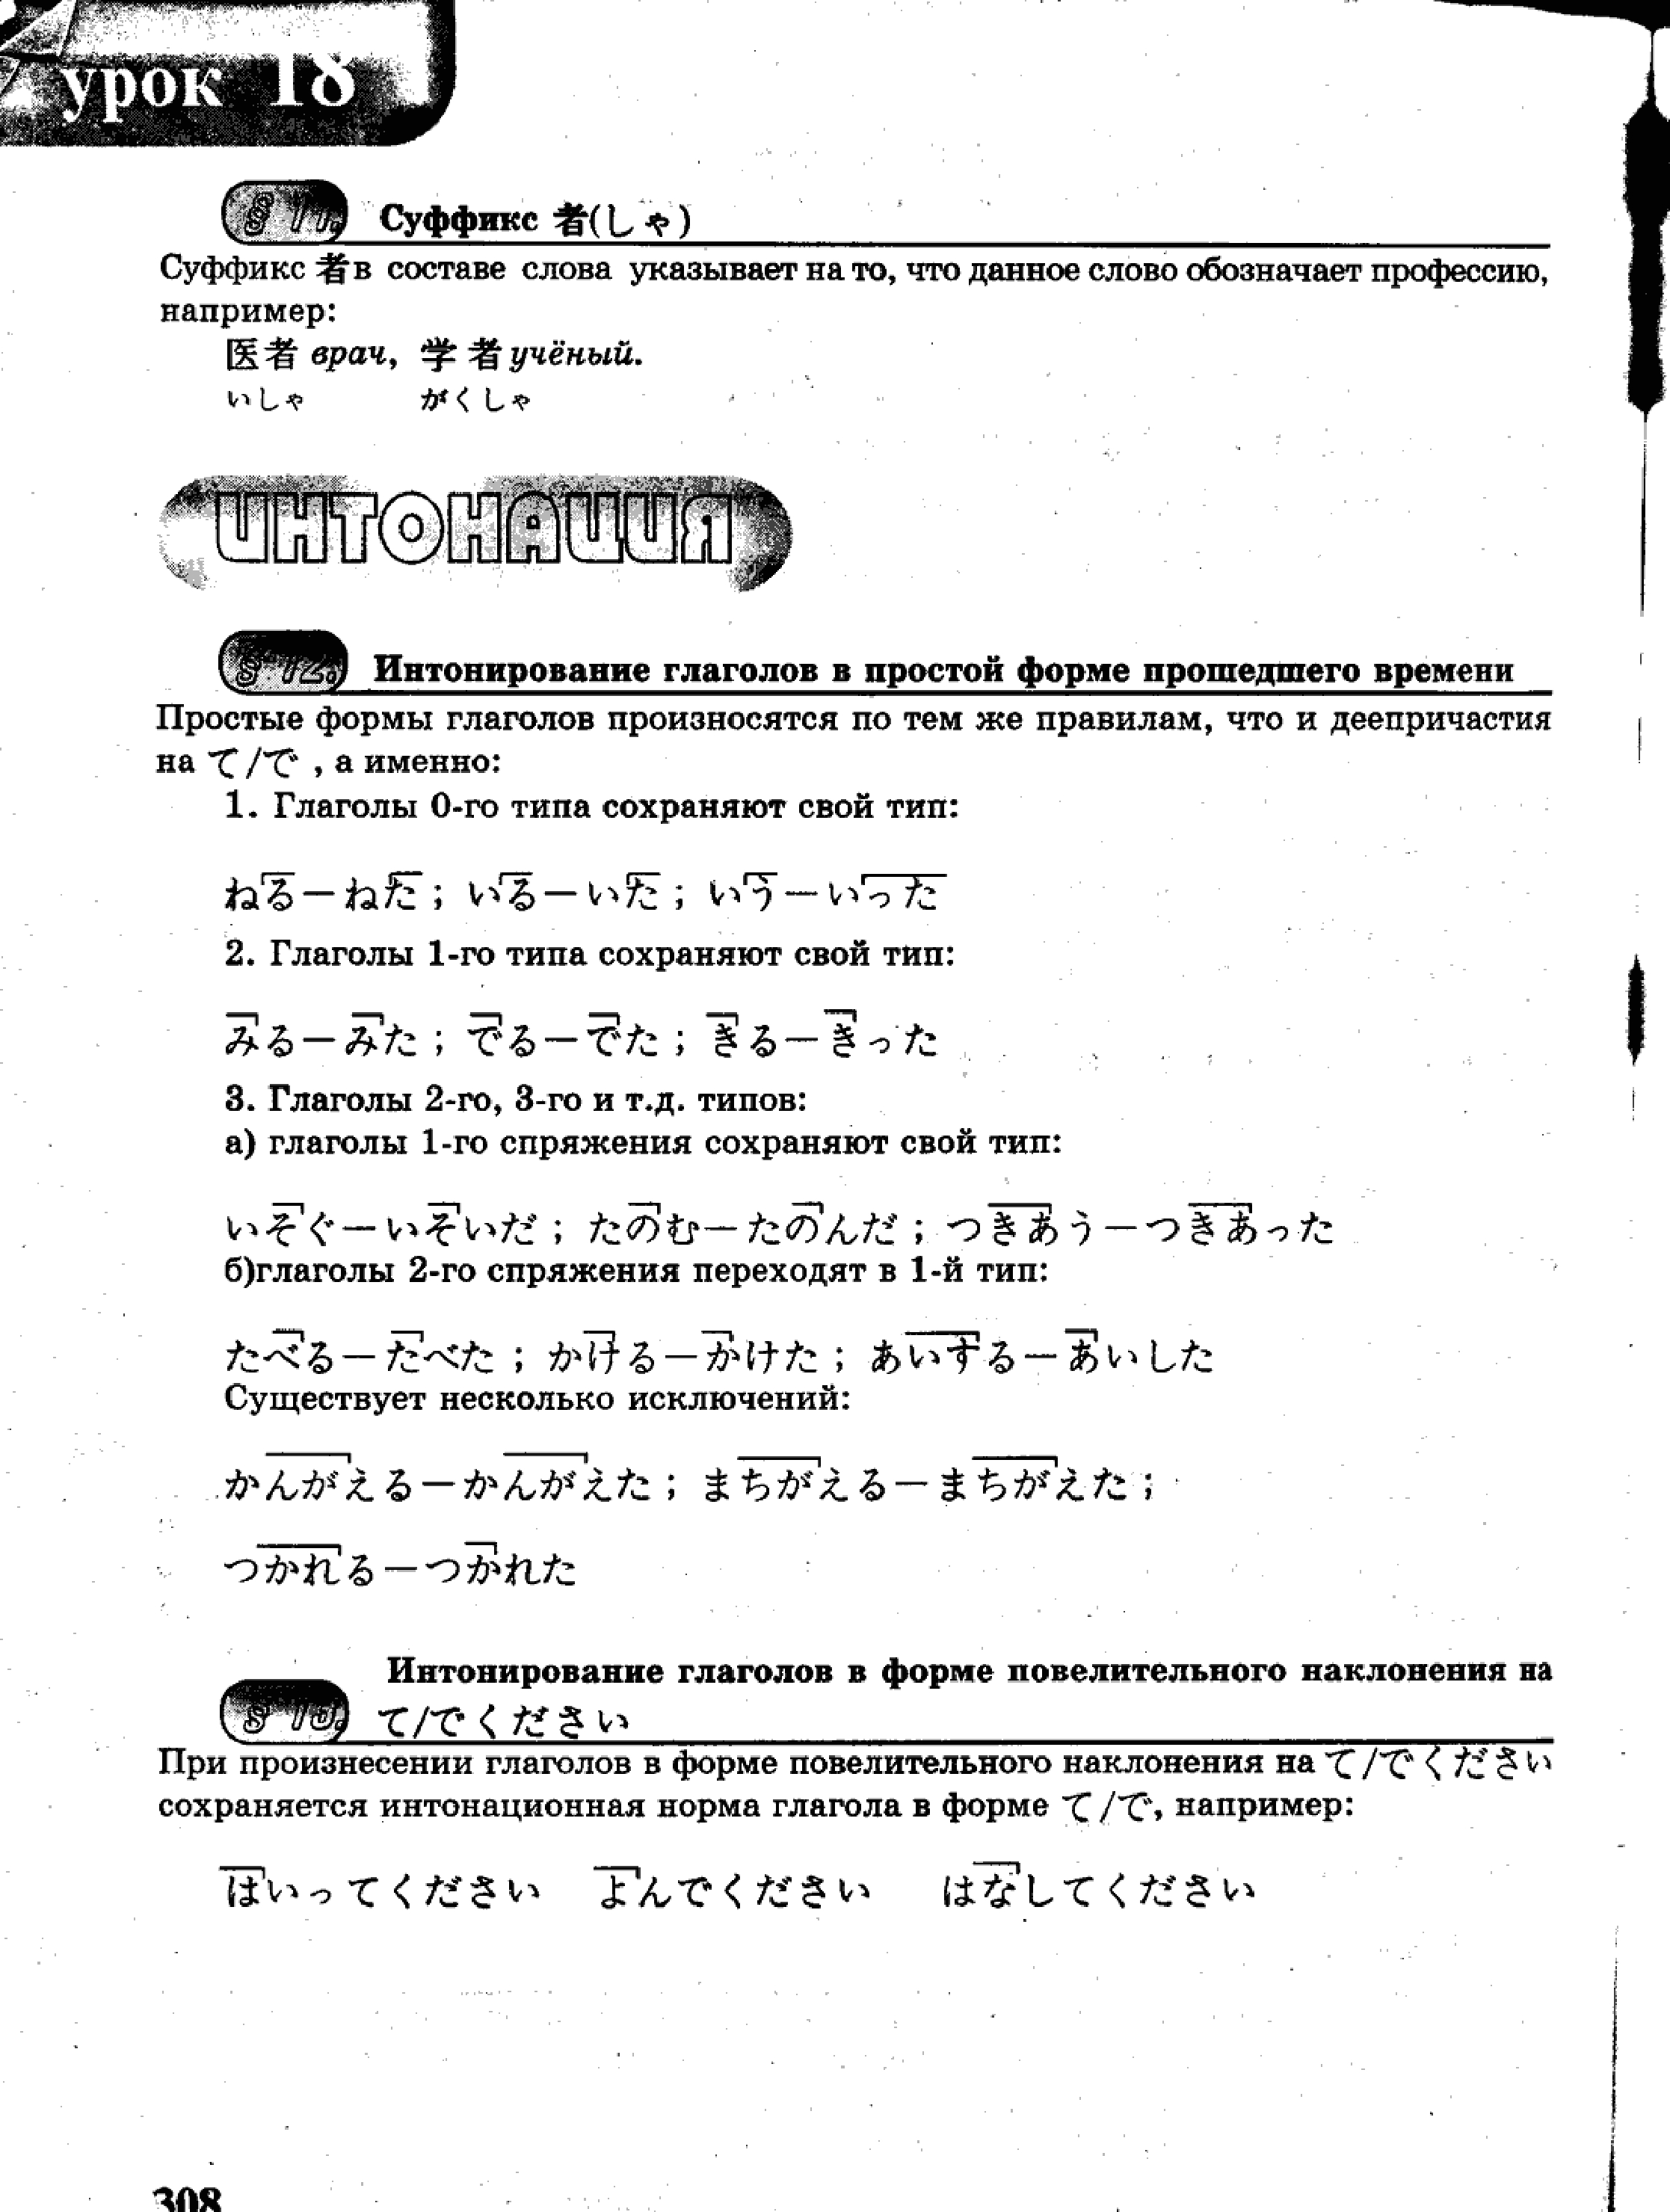 урок 18
§ 11. Суффикс 者(しゃ)
Суффикс 者в составе слова указывает на то, что данное слово обозначает профессию,
например:
医者 врач, 学者 учёный.
いしゃ がくしゃ
ИНТОНАЦИЯ
§ 12. Интонирование глаголов в простой форме прошедшего времени
Простые формы глаголов произносятся по тем же правилам, что и деепричастия
на て/で , а именно:
1. Глаголы 0-го типа сохраняют свой тип:
ねる—ねた ; いる—いた ; いう—いった
2. Глаголы 1-го типа сохраняют свой тип:
みる—みた ; でる—でた ; きる—きった
3. Глаголы 2-го, 3-го и т.д. типов:
а) глаголы 1-го спряжения сохраняют свой тип:
いそぐ—いそいだ ; たのむ—たのんだ ; つきあう—つきあった
б)глаголы 2-го спряжения переходят в 1-й тип:
たべる—たべた ; かける—かけた ; あいする—あいした
Существует несколько исключений:
かんがえる—かんがえた ; まちがえる—まちがえた ;
つかれる—つかれた
Интонирование глаголов в форме повелительного наклонения на
§ 13. て/でください
При произнесении глаголов в форме повелительного наклонения на て/でください
сохраняется интонационная норма глагола в форме て/で, например:
はいってください よんでください はなしてください
308